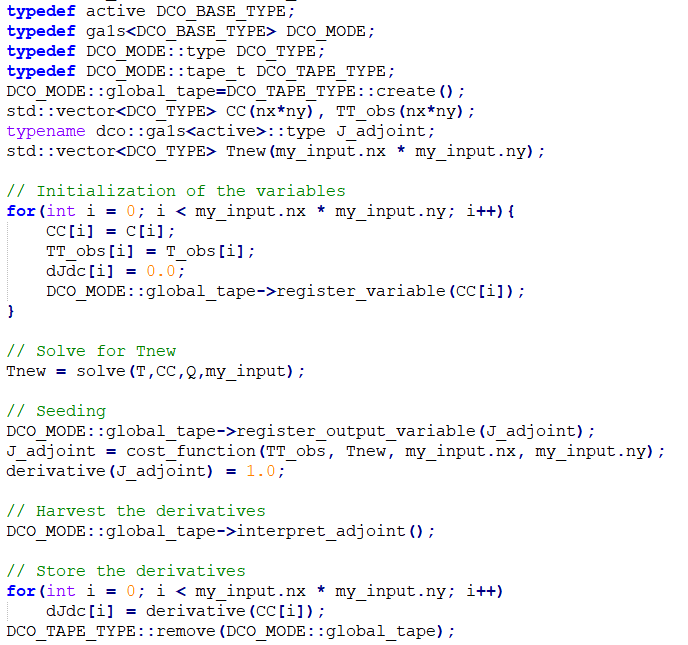 typedef active DCO_BASE_TYPE;
typedef ga1s<DCO_BASE_TYPE> DCO_MODE;
typedef DCO_MODE::type DCO_TYPE;
typedef DCO_MODE::tape_t DCO_TAPE_TYPE;
DCO_MODE::global_tape=DCO_TAPE_TYPE::create();
std::vector<DCO_TYPE> CC(nx*ny), TT_obs(nx*ny);
typename dco::ga1s<active>::type J_adjoint;
std::vector<DCO_TYPE> Tnew(my_input.nx * my_input.ny);

// Initialization of the variables
for(int i = 0; i < my_input.nx * my_input.ny; i++){
    CC[i] = C[i];
    TT_obs[i] = T_obs[i];
    dJdc[i] = 0.0;
    DCO_MODE::global_tape->register_variable(CC[i]);
}

// Solve for Tnew
Tnew = solve(T,CC,Q,my_input);

// Seeding
DCO_MODE::global_tape->register_output_variable(J_adjoint);
J_adjoint = cost_function(TT_obs, Tnew, my_input.nx, my_input.ny);
derivative(J_adjoint) = 1.0;

// Harvest the derivatives
DCO_MODE::global_tape->interpret_adjoint();

// Store the derivatives
for(int i = 0; i < my_input.nx * my_input.ny; i++)
    dJdc[i] = derivative(CC[i]);
DCO_TAPE_TYPE::remove(DCO_MODE::global_tape);